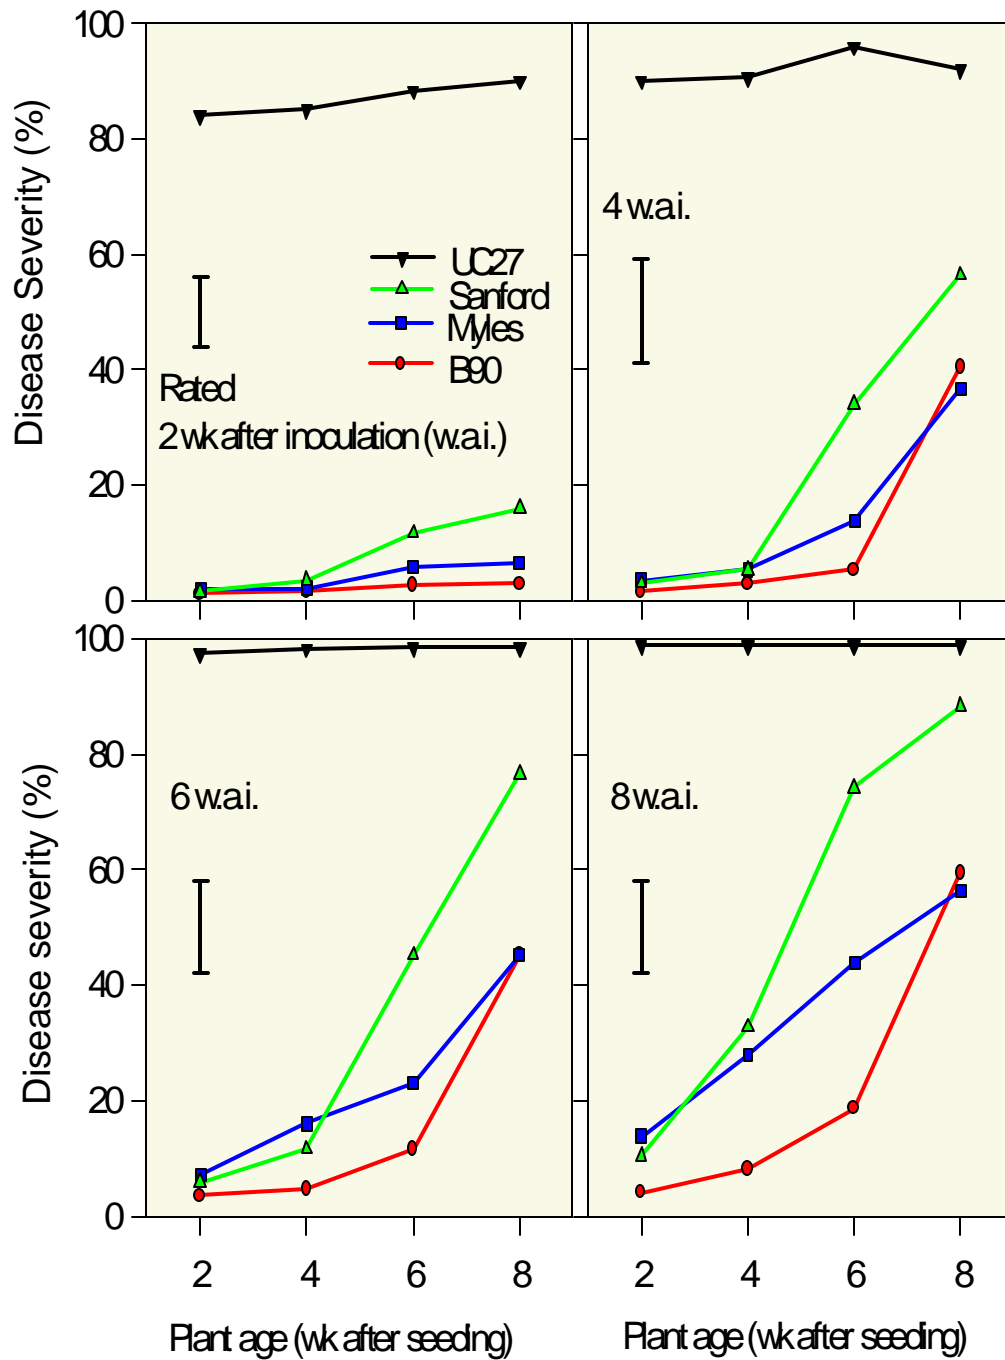 100
80
60
40
20
0
Disease Severity (%)
UC27
Sanford
Myles
B90
Rated
2 wk after inoculation (w.a.i.)
4 w.a.i.
100
80
60
40
20
0
Disease severity (%)
6 w.a.i.
8 w.a.i.
2 4 6 8
2 4 6 8
Plant age (wk after seeding)
Plant age (wk after seeding)